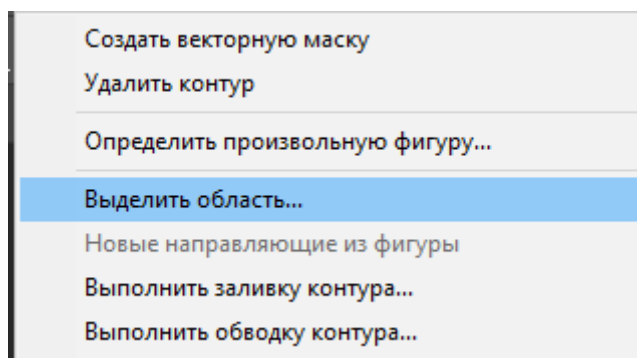 Создать векторную маску
Удалить контур
Определить произвольную фигуру...
Выделить область...
Новые направляющие из фигуры
Выполнить заливку контура...
Выполнить обводку контура...